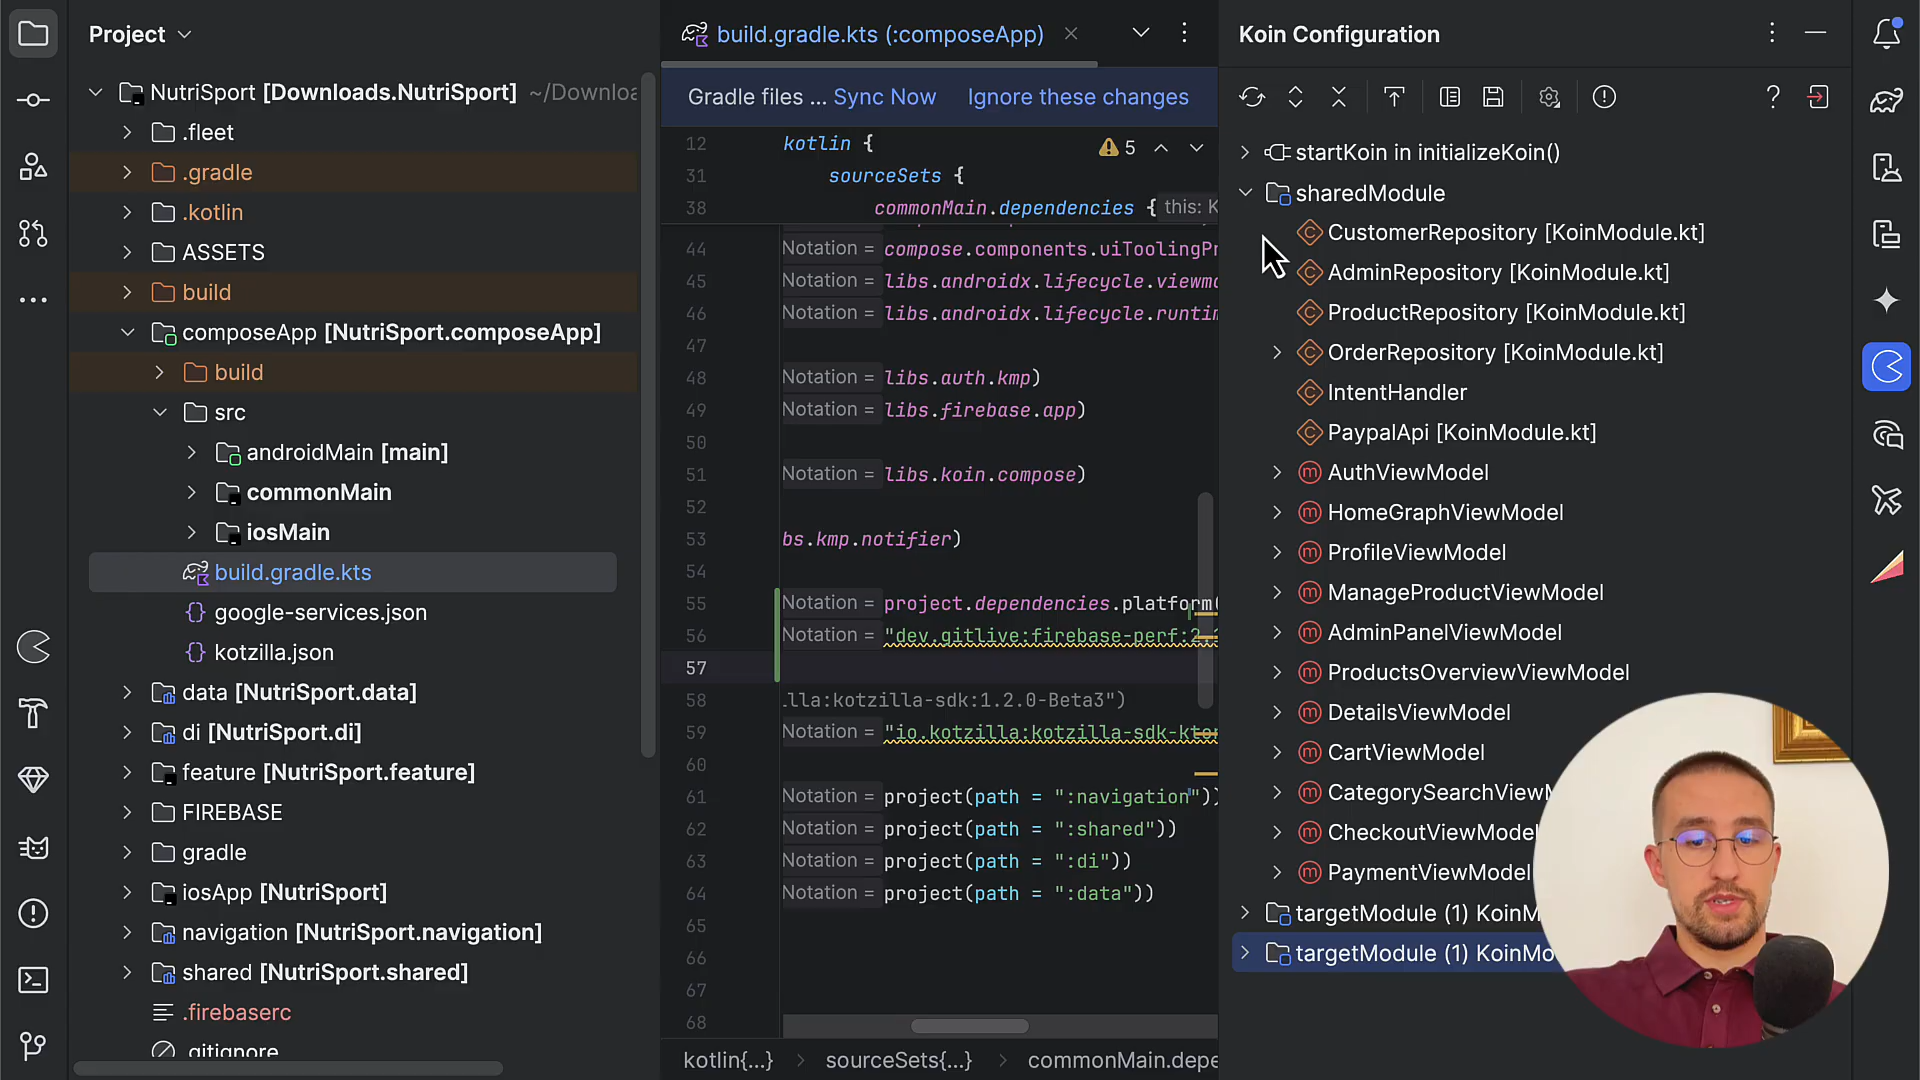 Project
NutriSport [Downloads.NutriSport] ~/Downloa
.fleet
.gradle
.kotlin
ASSETS
build
composeApp [NutriSport.composeApp]
build
src
androidMain [main]
commonMain
iosMain
build.gradle.kts
google-services.json
kotzilla.json
data [NutriSport.data]
di [NutriSport.di]
feature [NutriSport.feature]
FIREBASE
gradle
iosApp [NutriSport]
navigation [NutriSport.navigation]
shared [NutriSport.shared]
.firebaserc
.gitignore
build.gradle.kts (:composeApp)
Gradle files ... Sync Now Ignore these changes
12 kotlin {
5
31 sourceSets {
38 commonMain.dependencies { this: K
44 Notation = compose.components.uiToolingPr
45 Notation = libs.androidx.lifecycle.viewmo
46 Notation = libs.androidx.lifecycle.runtim
47
48 Notation = libs.auth.kmp)
49 Notation = libs.firebase.app)
50
51 Notation = libs.koin.compose)
52
53 bs.kmp.notifier)
54
55 Notation = project.dependencies.platform(
56 Notation = "dev.gitlive:firebase-perf:2.
57
58 lla:kotzilla-sdk:1.2.0-Beta3")
59 Notation = "io.kotzilla:kotzilla-sdk-ktor
60
61 Notation = project(path = ":navigation"))
62 Notation = project(path = ":shared"))
63 Notation = project(path = ":di"))
64 Notation = project(path = ":data"))
65
66
67
68
kotlin{...} > sourceSets{...} > commonMain.depe
Koin Configuration
startKoin in initializeKoin()
sharedModule
CustomerRepository [KoinModule.kt]
AdminRepository [KoinModule.kt]
ProductRepository [KoinModule.kt]
OrderRepository [KoinModule.kt]
IntentHandler
PaypalApi [KoinModule.kt]
AuthViewModel
HomeGraphViewModel
ProfileViewModel
ManageProductViewModel
AdminPanelViewModel
ProductsOverviewViewModel
DetailsViewModel
CartViewModel
CategorySearchViewM
CheckoutViewModel
PaymentViewModel
targetModule (1) KoinM
targetModule (1) KoinMo